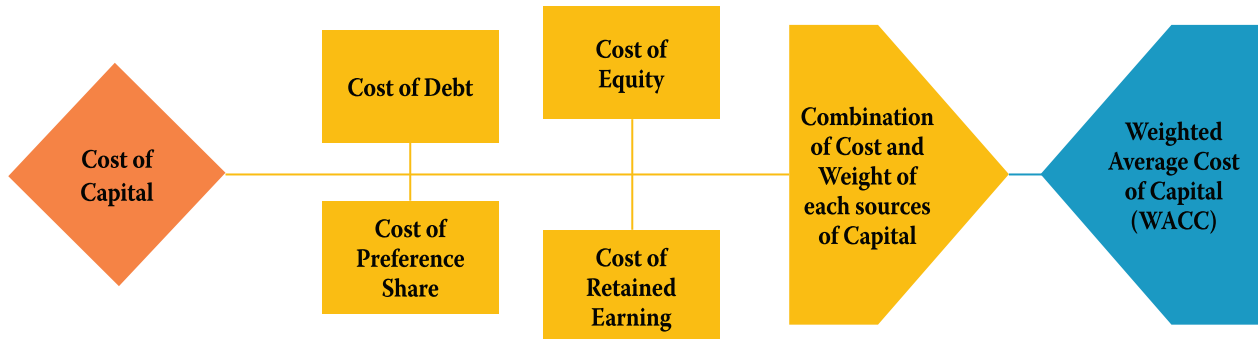 Cost of
Capital
Cost of Debt
Cost of
Preference
Share
Cost of
Equity
Cost of
Retained
Earning
Combination
of Cost and
Weight of
each sources
of Capital
Weighted
Average Cost
of Capital
(WACC)